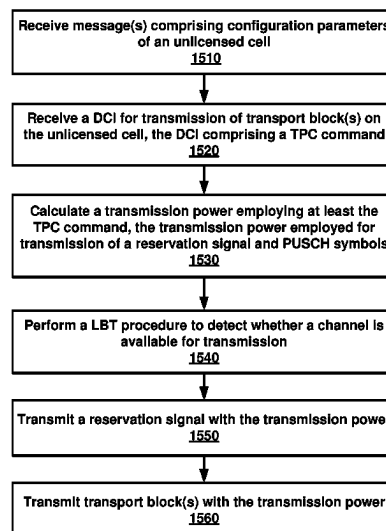 Receive message(s) comprising configuration parameters
of an unlicensed cell
1510
Receive a DCI for transmission of transport block(s) on
the unlicensed cell, the DCI comprising a TPC command
1520
Calculate a transmission power employing at least the
TPC command, the transmission power employed for
transmission of a reservation signal and PUSCH symbols
1530
Perform a LBT procedure to detect whether a channel is
available for transmission
1540
Transmit a reservation signal with the transmission power
1550
Transmit transport block(s) with the transmission power
1560